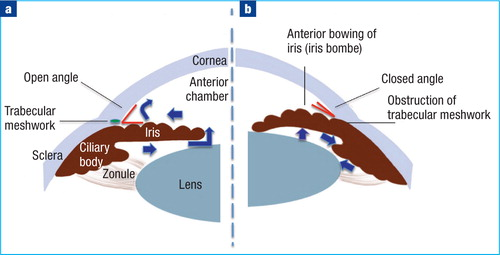 a
Cornea
Open angle
Anterior
chamber
Trabecular
meshwork
Iris
Ciliary
body
Sclera
Zonule
Lens
b
Anterior bowing of
iris (iris bombe)
Closed angle
Obstruction of
trabecular meshwork